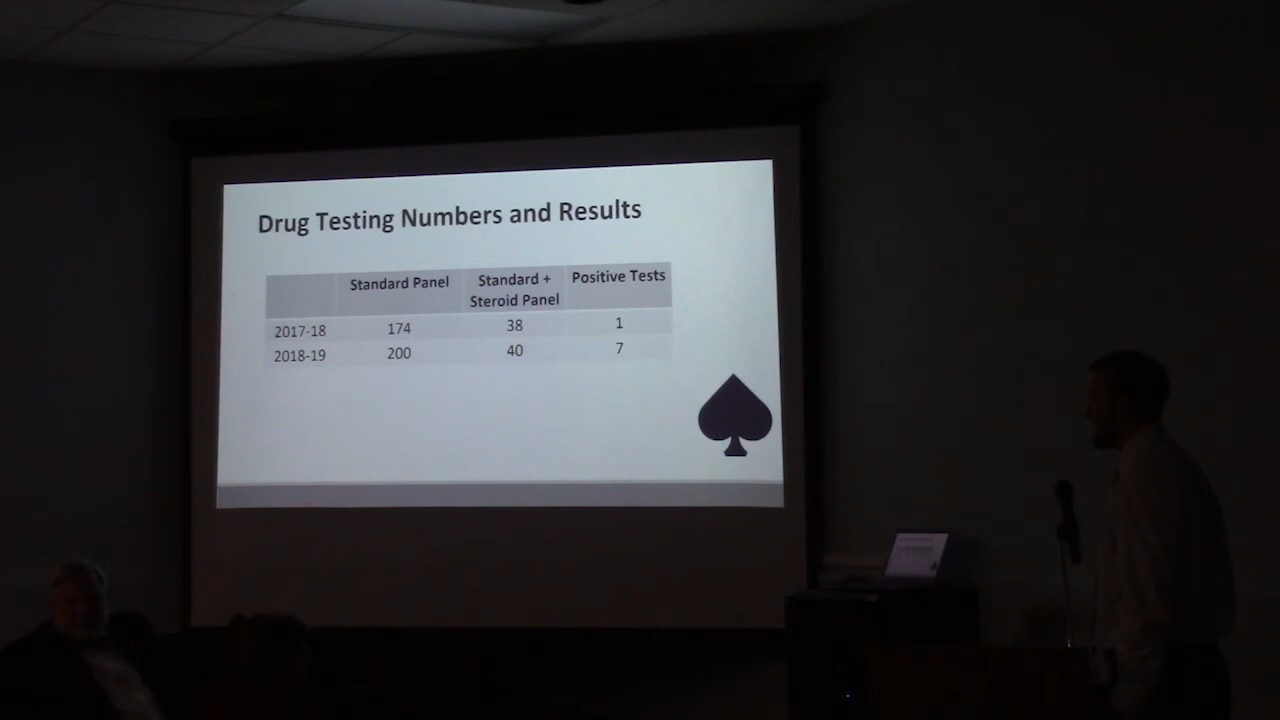 Drug Testing Numbers and Results
Standard Panel Standard + Positive Tests
Steroid Panel
2017-18 174 38 1
2018-19 200 40 7